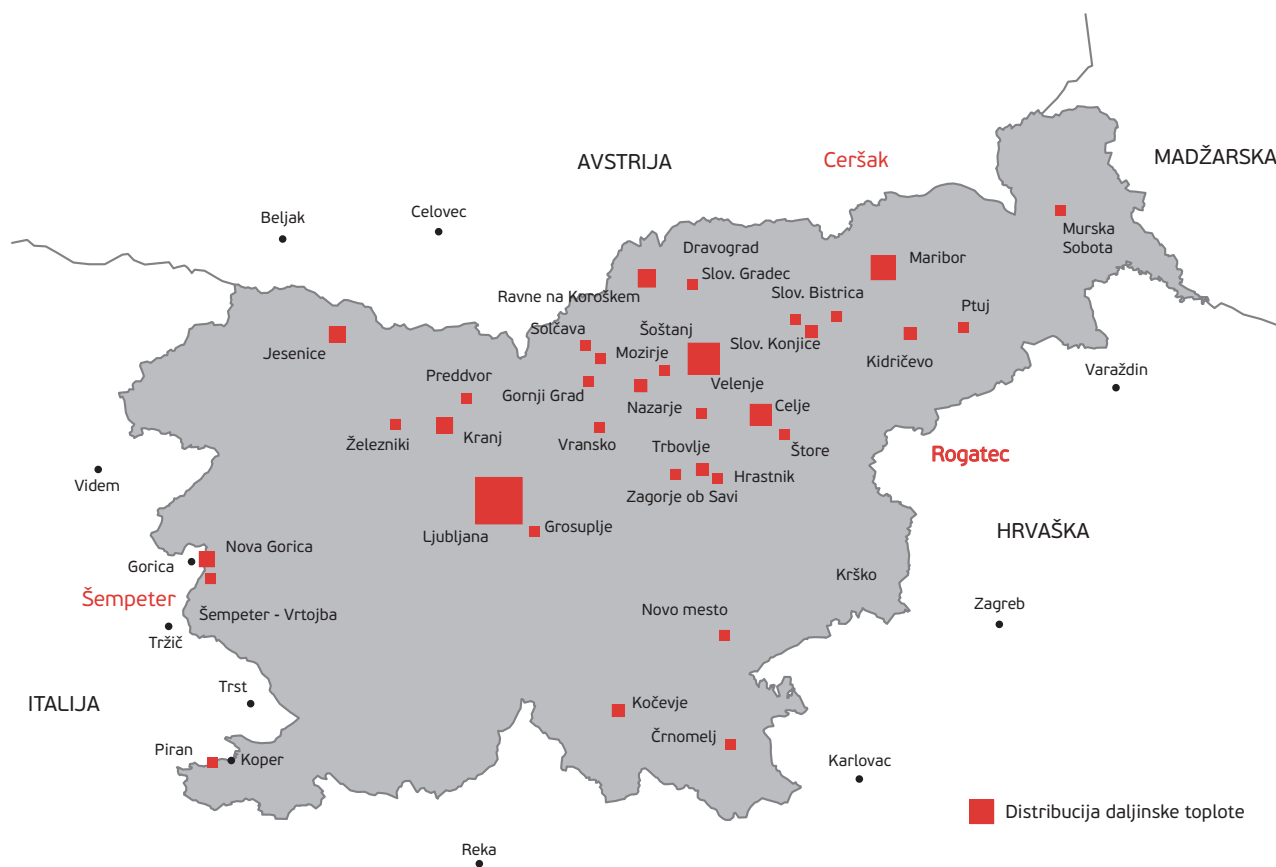 AVSTRIJA
Ceršak
MADŽARSKA
Beljak
Celovec
Murska
Sobota
Dravograd
Maribor
Slov. Gradec
Ravne na Koroškem
Slov. Bistrica
Ptuj
Solčava
Šoštanj
Jesenice
Mozirje
Slov. Konjice
Kidričevo
Varaždin
Preddvor
Gornji Grad
Velenje
Nazarje
Celje
Železniki
Kranj
Vransko
Trbovlje
Štore
Rogatec
Videm
Hrastnik
Zagorje ob Savi
Ljubljana
Grosuplje
HRVAŠKA
Nova Gorica
Gorica
Krško
Šempeter
Šempeter - Vrtojba
Novo mesto
Zagreb
Tržič
Trst
ITALIJA
Kočevje
Črnomelj
Piran
Koper
Karlovac
Distribucija daljinske toplote
Reka